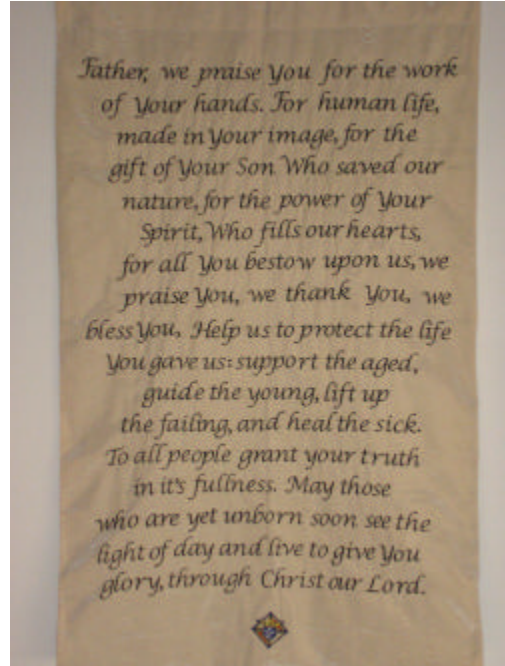 Father, we praise You for the work
of Your hands. For human life,
made in Your image, for the
gift of Your Son Who saved our
nature, for the power of Your
Spirit, Who fills our hearts,
for all You bestow upon us, we
praise You, we thank You, we
bless You, Help us to protect the life
You gave us: support the aged,
guide the young, lift up
the failing, and heal the sick.
To all people grant your truth
in it's fullness. May those
who are yet unborn soon see the
light of day and live to give You
glory, through Christ our Lord.